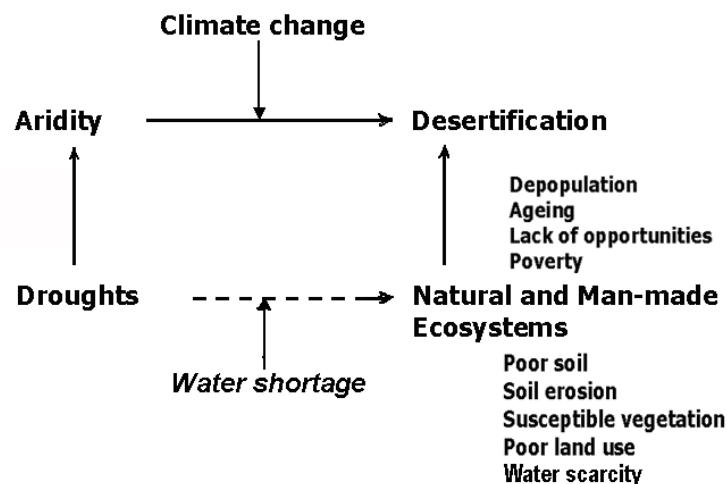 Climate change
Aridity
Desertification
Depopulation
Ageing
Lack of opportunities
Poverty
Droughts
Natural and Man-made
Ecosystems
Water shortage
Poor soil
Soil erosion
Susceptible vegetation
Poor land use
Water scarcity